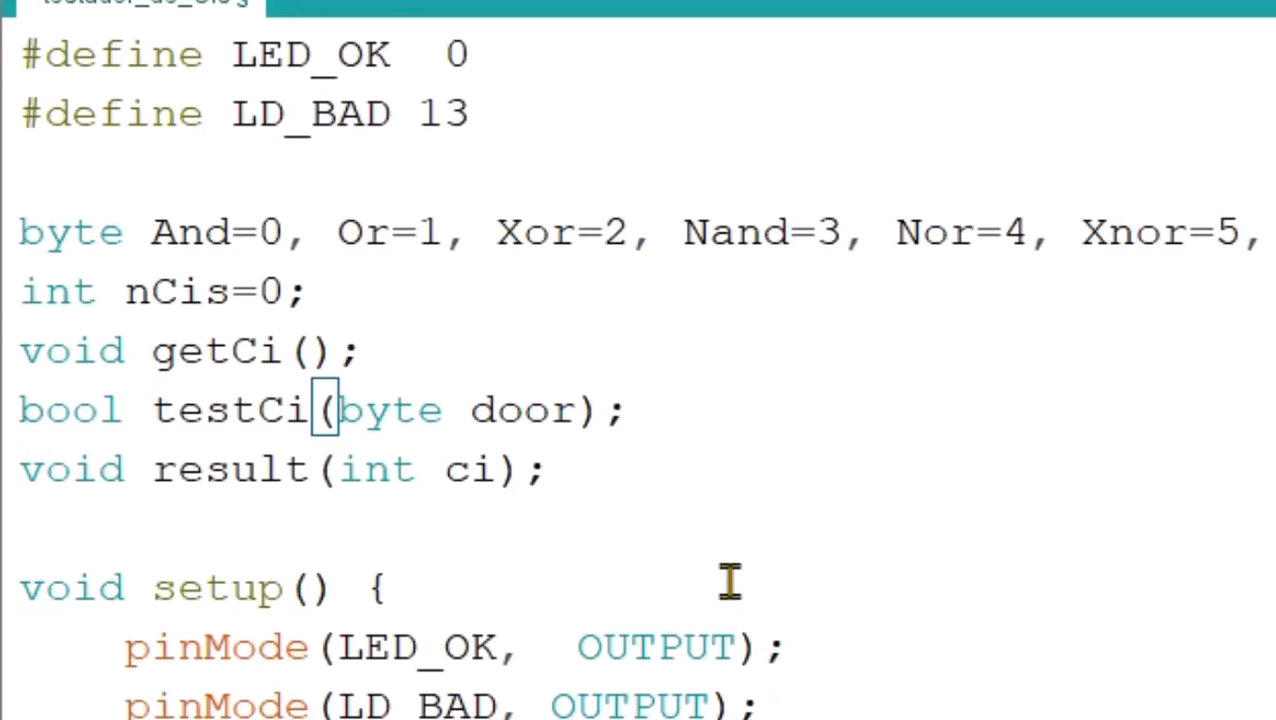 #define LED_OK  0
#define LD_BAD 13
byte And=0, Or=1, Xor=2, Nand=3, Nor=4, Xnor=5,
int nCis=0;
void getCi();
bool testCi(byte door);
void result(int ci);
void setup() {
    pinMode(LED_OK,  OUTPUT);
    pinMode(LD_BAD, OUTPUT);